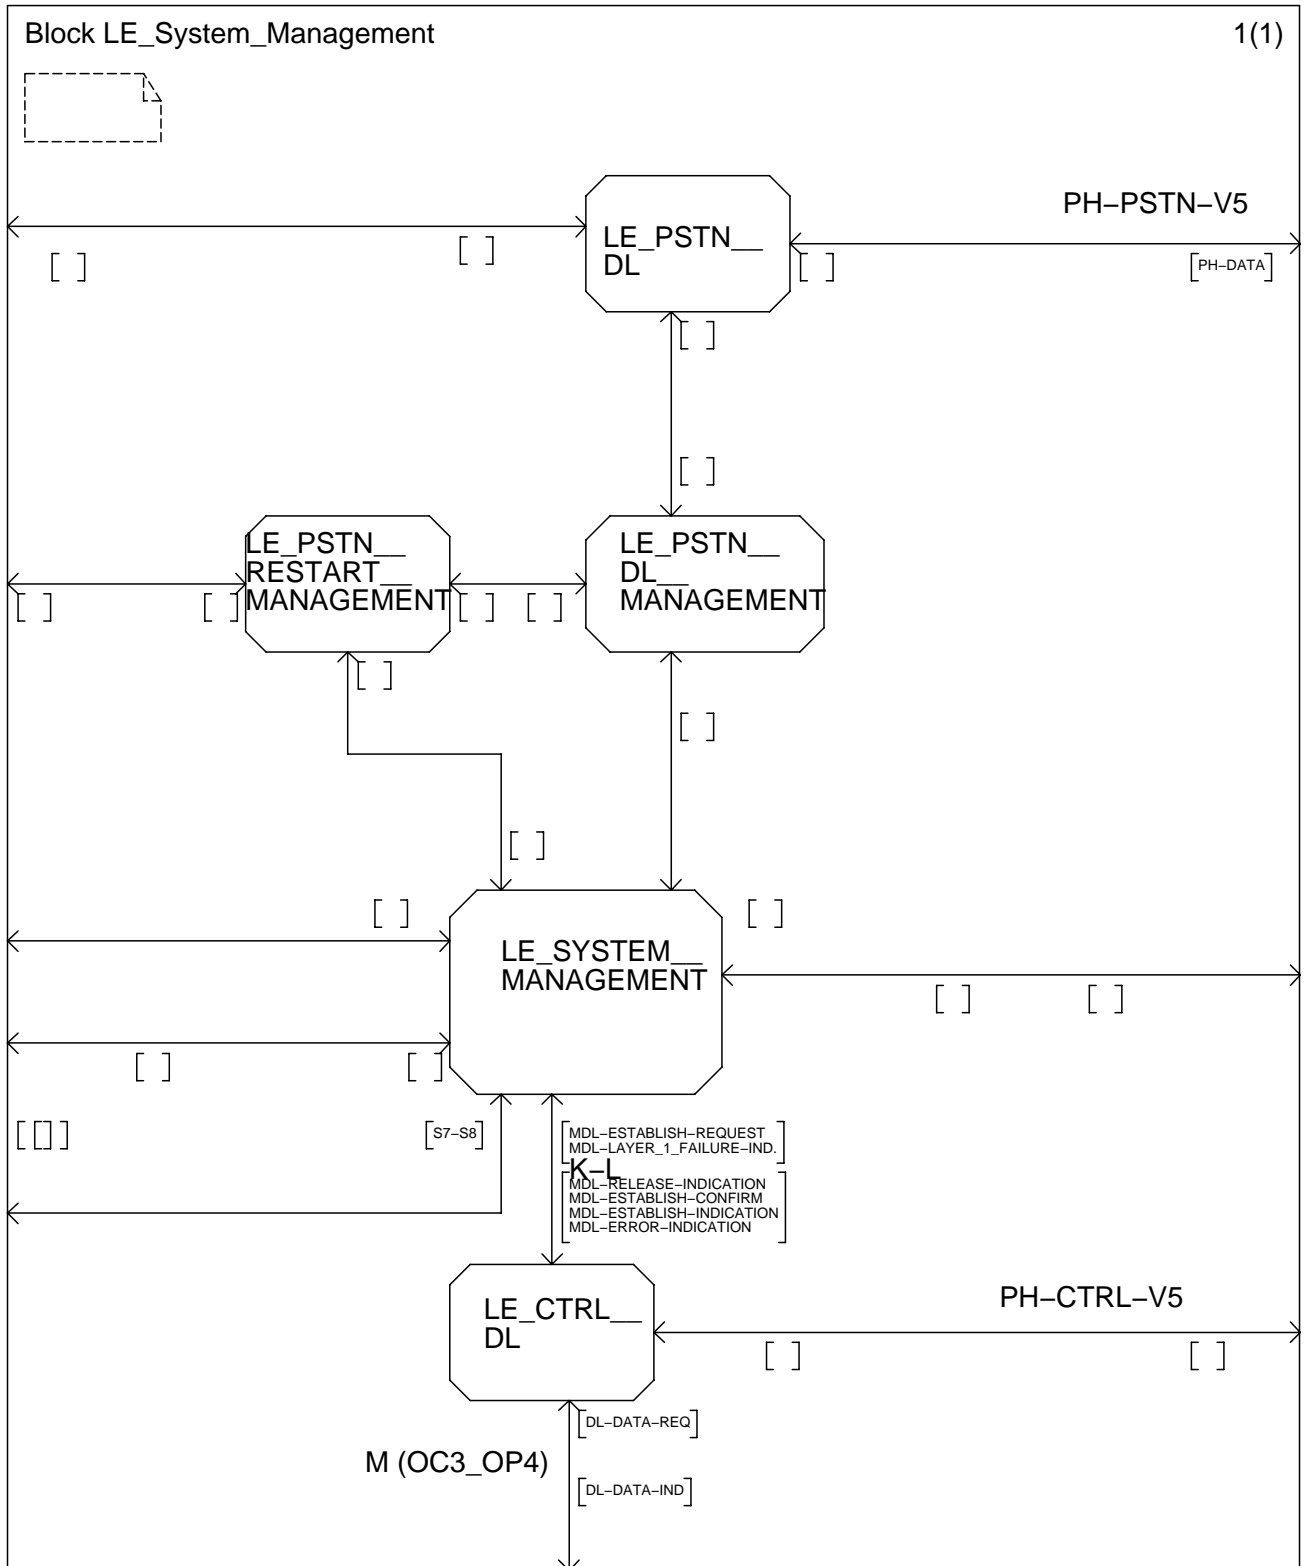 Block LE_System_Management
1(1)
PH–PSTN–V5
LE_PSTN__
DL
[ ]
[ ]
[ ]
[PH–DATA]
[ ]
[ ]
LE_PSTN__
RESTART__
MANAGEMENT
LE_PSTN__
DL__
MANAGEMENT
[ ]
[ ]
[ ]
[ ]
[ ]
[ ]
[ ]
[ ]
[ ]
LE_SYSTEM__
MANAGEMENT
[ ]
[ ]
[ ]
[ ]
[ [ ] ]
[S7–S8]
MDL–ESTABLISH–REQUEST
MDL–LAYER_1_FAILURE–IND.
K–L
MDL–RELEASE–INDICATION
MDL–ESTABLISH–CONFIRM
MDL–ESTABLISH–INDICATION
MDL–ERROR–INDICATION
LE_CTRL__
DL
PH–CTRL–V5
[ ]
[ ]
[DL–DATA–REQ]
M (OC3_OP4)
[DL–DATA–IND]